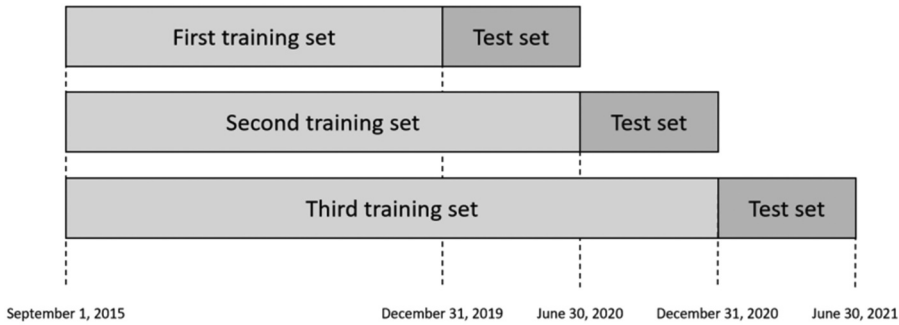 First training set
Test set
Second training set
Test set
Third training set
Test set
September 1, 2015
December 31, 2019
June 30, 2020
December 31, 2020
June 30, 2021